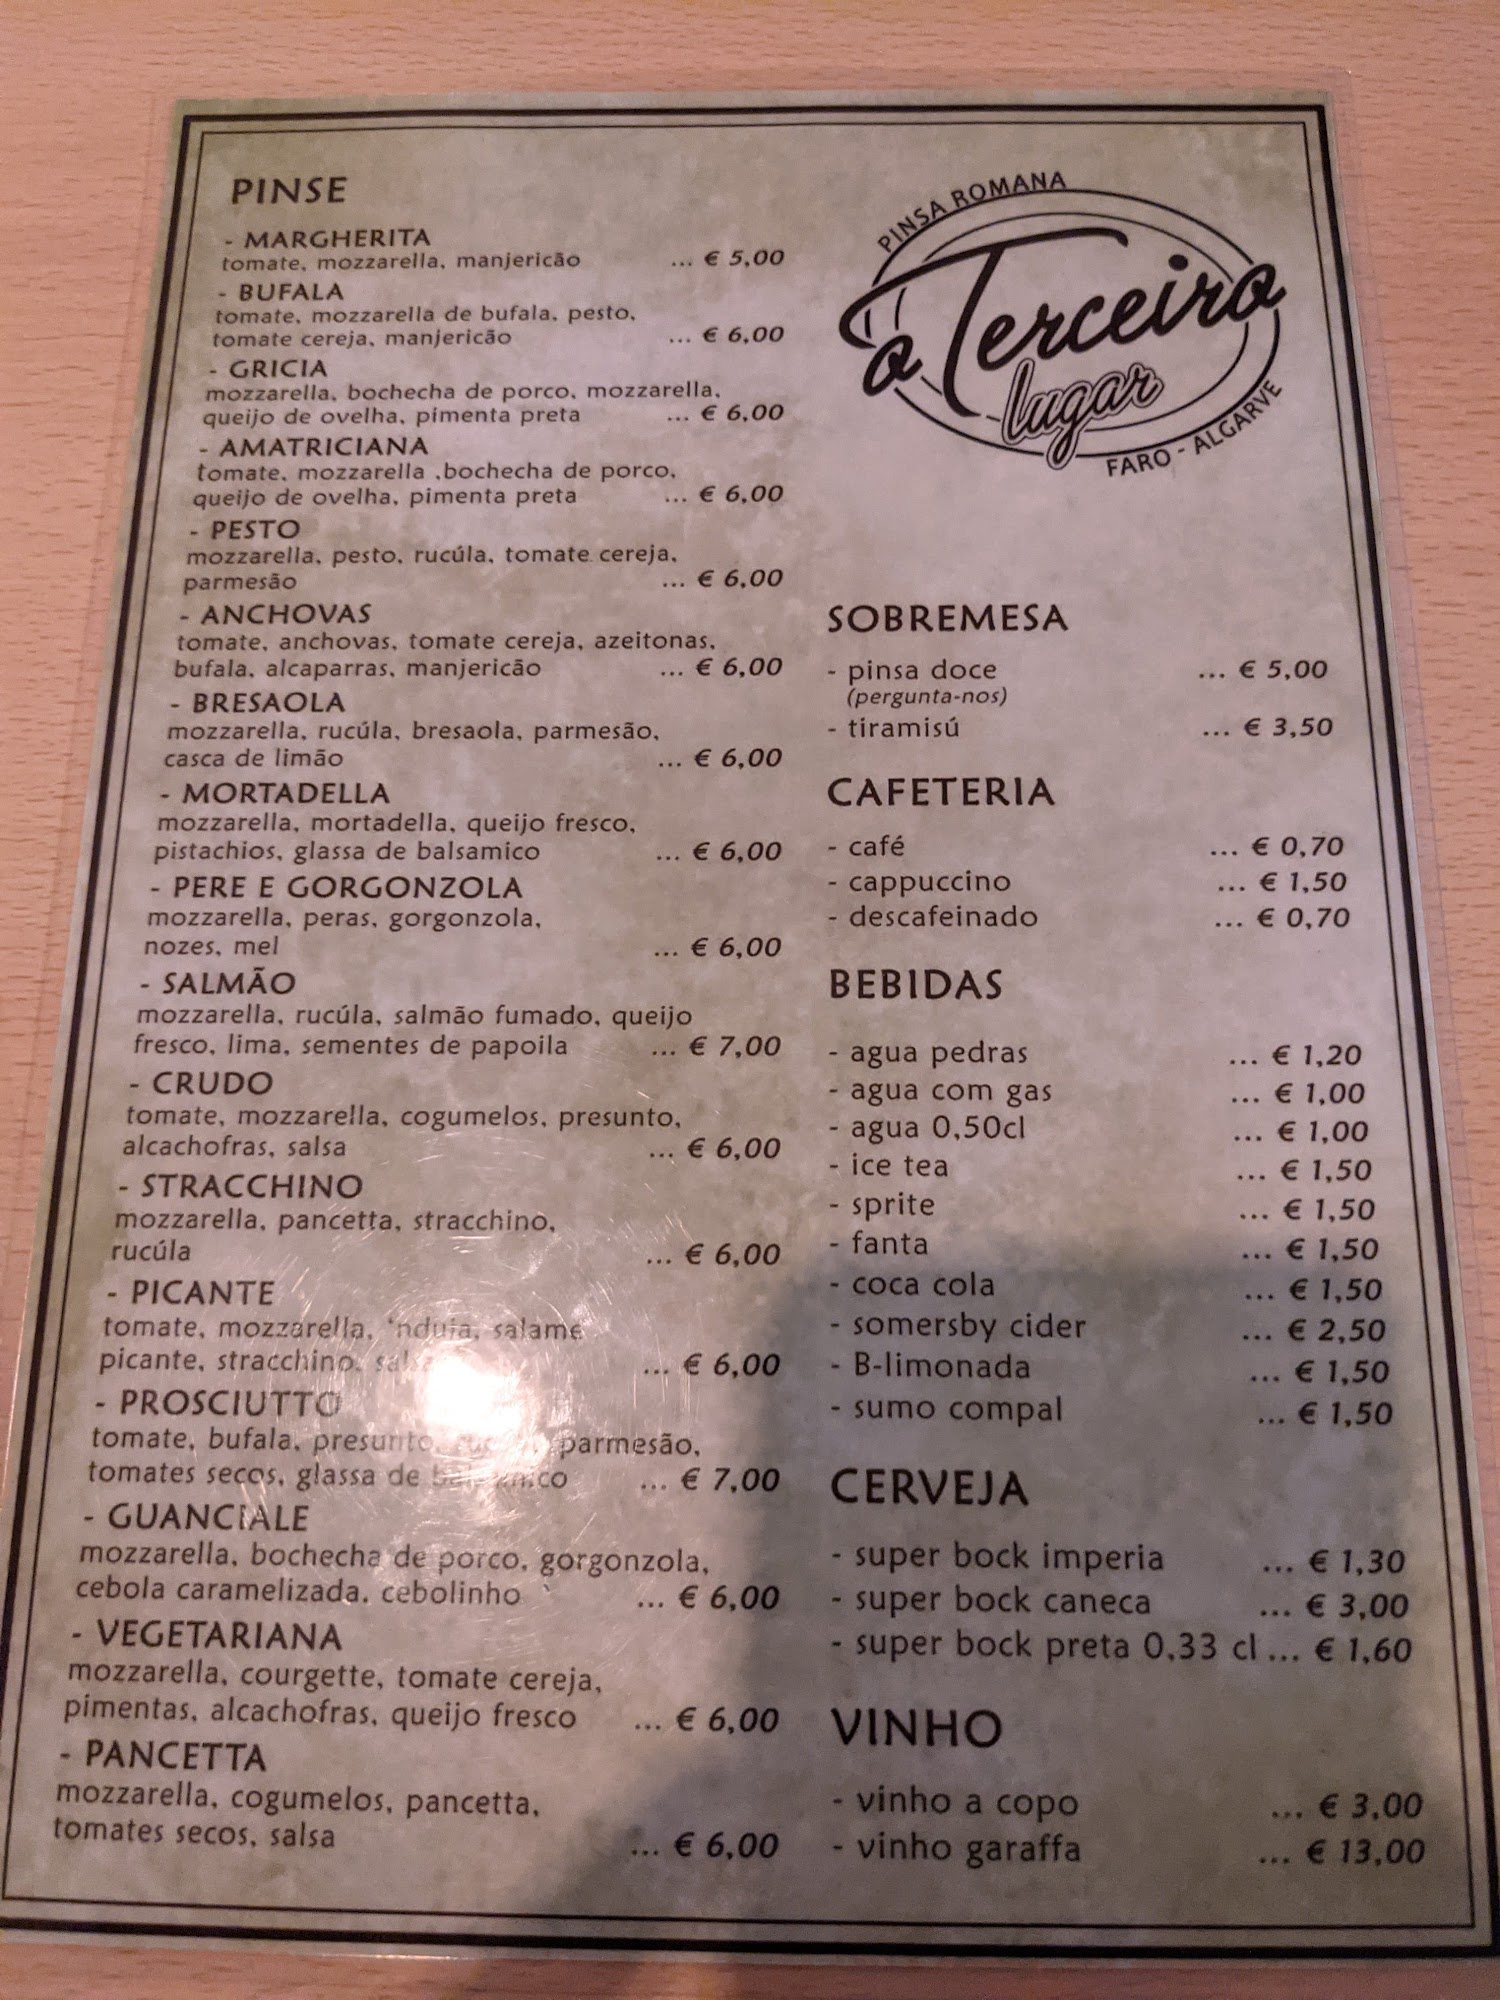 PINSE
- MARGHERITA
tomate, mozzarella, manjericão ... € 5,00
- BUFALA
tomate, mozzarella de bufala, pesto,
tomate cereja, manjericão ... € 6,00
- GRICIA
mozzarella, bochecha de porco, mozzarella,
queijo de ovelha, pimenta preta ... € 6,00
- AMATRICIANA
tomate, mozzarella ,bochecha de porco,
queijo de ovelha, pimenta preta ... € 6,00
- PESTO
mozzarella, pesto, rucúla, tomate cereja,
parmesão ... € 6,00
- ANCHOVAS
tomate, anchovas, tomate cereja, azeitonas,
bufala, alcaparras, manjericão ... € 6,00
- BRESAOLA
mozzarella, rucúla, bresaola, parmesão,
casca de limão ... € 6,00
- MORTADELLA
mozzarella, mortadella, queijo fresco,
pistachios, glassa de balsamico ... € 6,00
- PERE E GORGONZOLA
mozzarella, peras, gorgonzola,
nozes, mel ... € 6,00
- SALMÃO
mozzarella, rucúla, salmão fumado, queijo
fresco, lima, sementes de papoila ... € 7,00
- CRUDO
tomate, mozzarella, cogumelos, presunto,
alcachofras, salsa ... € 6,00
- STRACCHINO
mozzarella, pancetta, stracchino,
rucúla ... € 6,00
- PICANTE
tomate, mozzarella, 'nduja, salame
picante, stracchino, ... € 6,00
- PROSCIUTTO
tomate, bufala, presunto, parmesão,
tomates secos, glassa de ... € 7,00
- GUANCIALE
mozzarella, bochecha de porco, gorgonzola,
cebola caramelizada, cebolinho ... € 6,00
- VEGETARIANA
mozzarella, courgette, tomate cereja,
pimentas, alcachofras, queijo fresco ... € 6,00
- PANCETTA
mozzarella, cogumelos, pancetta,
tomates secos, salsa ... € 6,00
PINSA ROMANA
o Terceiro
lugar
FARO - ALGARVE
SOBREMESA
- pinsa doce ... € 5,00
(pergunta-nos)
- tiramisú ... € 3,50
CAFETERIA
- café ... € 0,70
- cappuccino ... € 1,50
- descafeinado ... € 0,70
BEBIDAS
- agua pedras ... € 1,20
- agua com gas ... € 1,00
- agua 0,50cl ... € 1,00
- ice tea ... € 1,50
- sprite ... € 1,50
- fanta ... € 1,50
- coca cola ... € 1,50
- somersby cider ... € 2,50
- B-limonada ... € 1,50
- sumo compal ... € 1,50
CERVEJA
- super bock imperia ... € 1,30
- super bock caneca ... € 3,00
- super bock preta 0,33 cl ... € 1,60
VINHO
- vinho a copo ... € 3,00
- vinho garaffa ... € 13,00